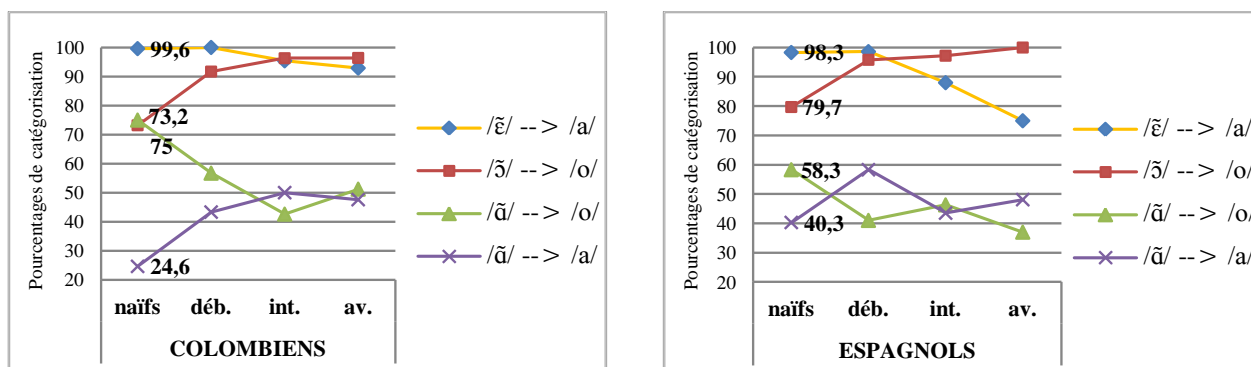 Pourcentages de catégorisation
100
90
80
70
60
50
40
30
20
99,6
73,2
75
24,6
naïfs déb. int. av.
COLOMBIENS
/ɛ̃/ --> /a/
/ɔ̃/ --> /o/
/ɑ̃/ --> /o/
/ɑ̃/ --> /a/
Pourcentages de catégorisation
100
90
80
70
60
50
40
30
20
98,3
79,7
58,3
40,3
naïfs déb. int. av.
ESPAGNOLS
/ɛ̃/ --> /a/
/ɔ̃/ --> /o/
/ɑ̃/ --> /o/
/ɑ̃/ --> /a/